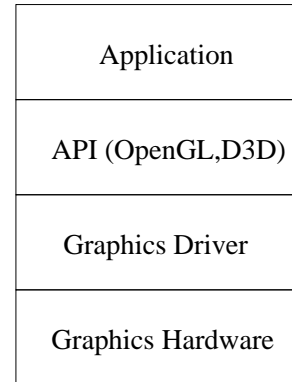 Application
API (OpenGL,D3D)
Graphics Driver
Graphics Hardware